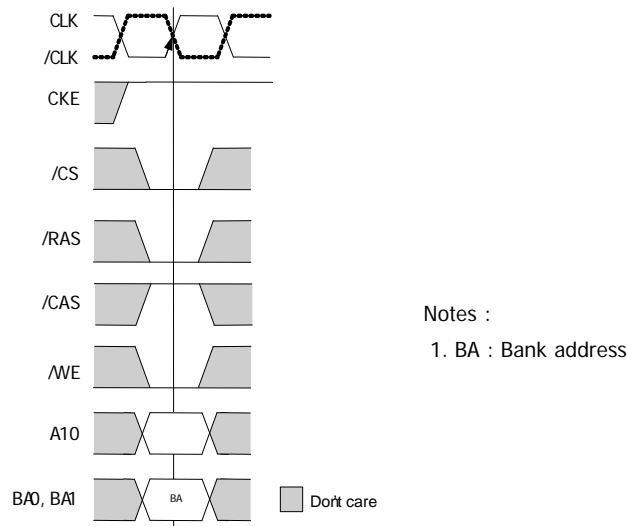 CLK
/CLK
CKE
/CS
/RAS
/CAS
/WE
A10
BA0, BA1
BA
Don't care
Notes :
1. BA : Bank address